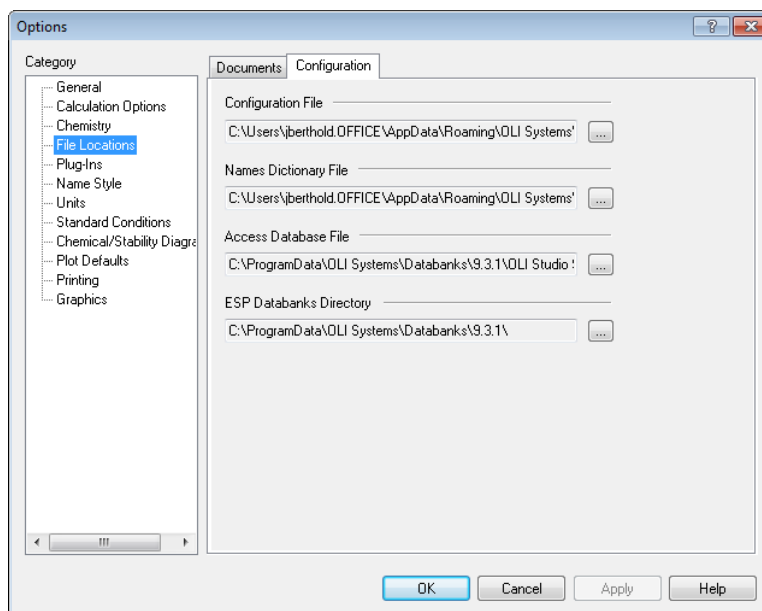 Options
Category
General
Calculation Options
Chemistry
File Locations
Plug-Ins
Name Style
Units
Standard Conditions
Chemical/Stability Diagra
Plot Defaults
Printing
Graphics
Documents
Configuration
Configuration File
C:\Users\jberthold.OFFICE\AppData\Roaming\OLI Systems'
...
Names Dictionary File
C:\Users\jberthold.OFFICE\AppData\Roaming\OLI Systems'
...
Access Database File
C:\ProgramData\OLI Systems\Databanks\9.3.1\OLI Studio
...
ESP Databanks Directory
C:\ProgramData\OLI Systems\Databanks\9.3.1\
...
OK
Cancel
Apply
Help